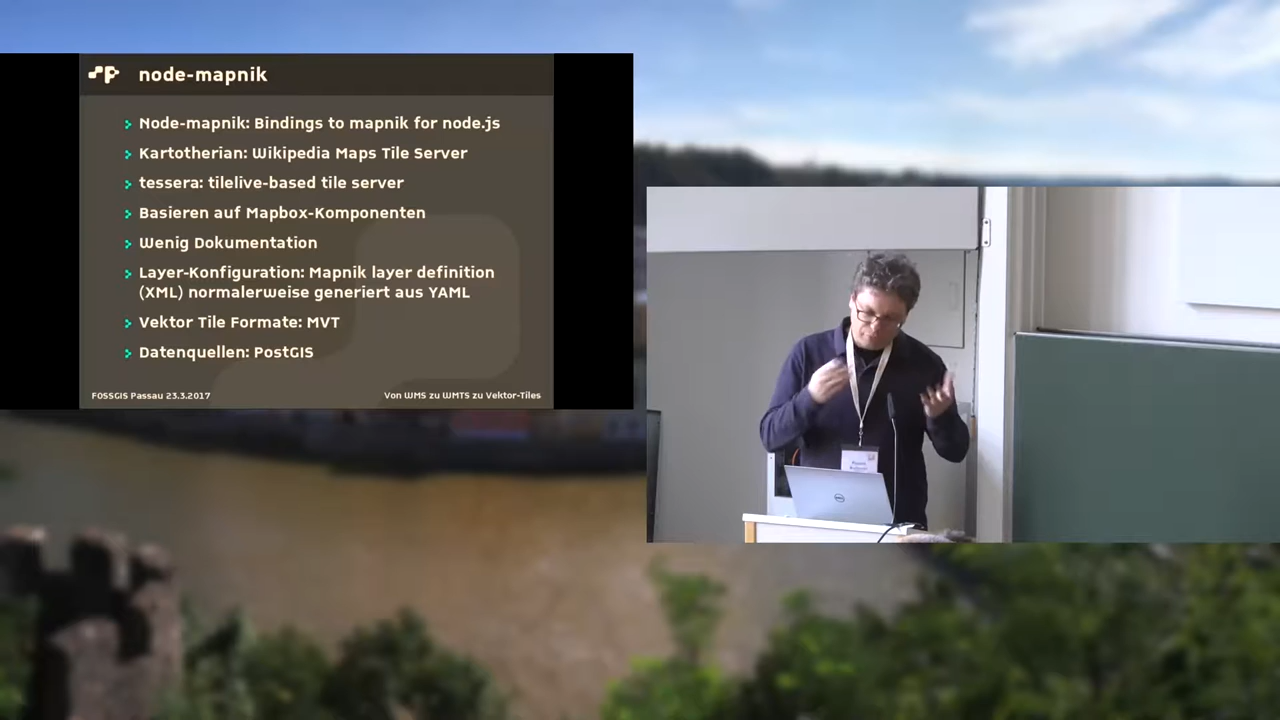 node-mapnik
Node-mapnik: Bindings to mapnik for node.js
Kartotherian: Wikipedia Maps Tile Server
tessera: tilelive-based tile server
Basieren auf Mapbox-Komponenten
Wenig Dokumentation
Layer-Konfiguration: Mapnik layer definition
(XML) normalerweise generiert aus YAML
Vektor Tile Formate: MVT
Datenquellen: PostGIS
FOSSGIS Passau 23.3.2017
Von WMS zu WMTS zu Vektor-Tiles
DELL